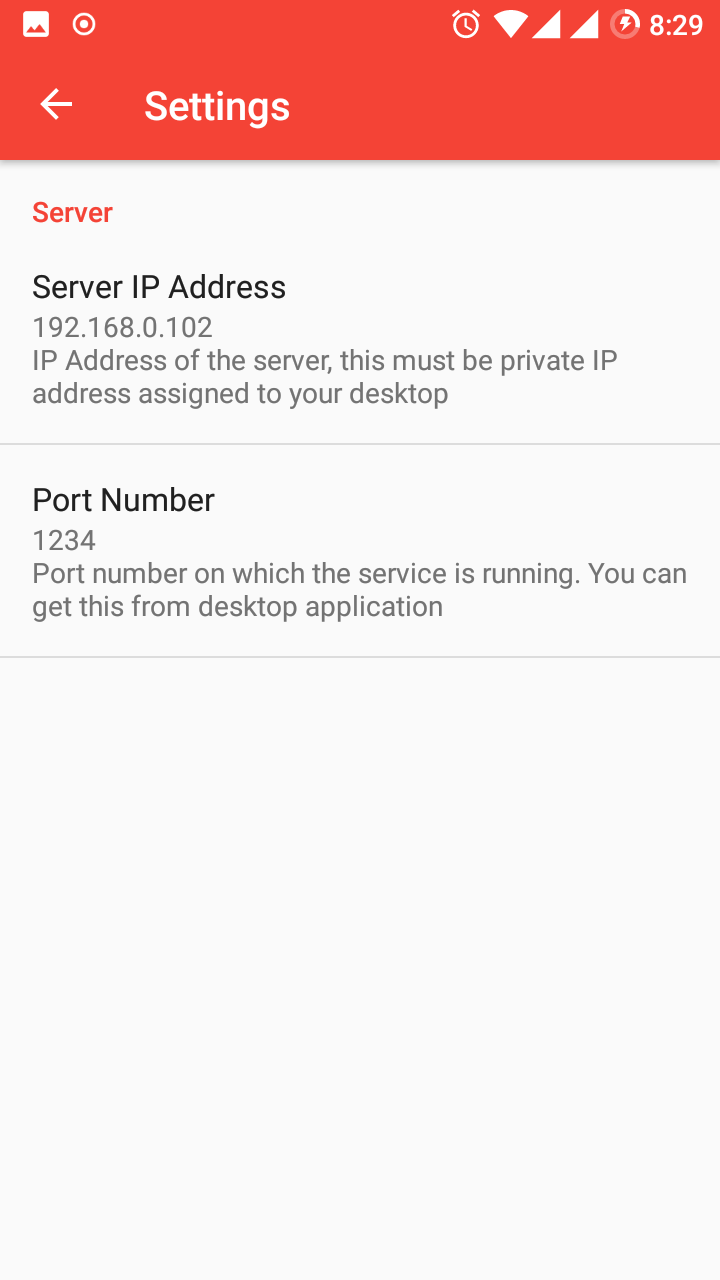 8:29
Settings
Server
Server IP Address
192.168.0.102
IP Address of the server, this must be private IP
address assigned to your desktop
Port Number
1234
Port number on which the service is running. You can
get this from desktop application